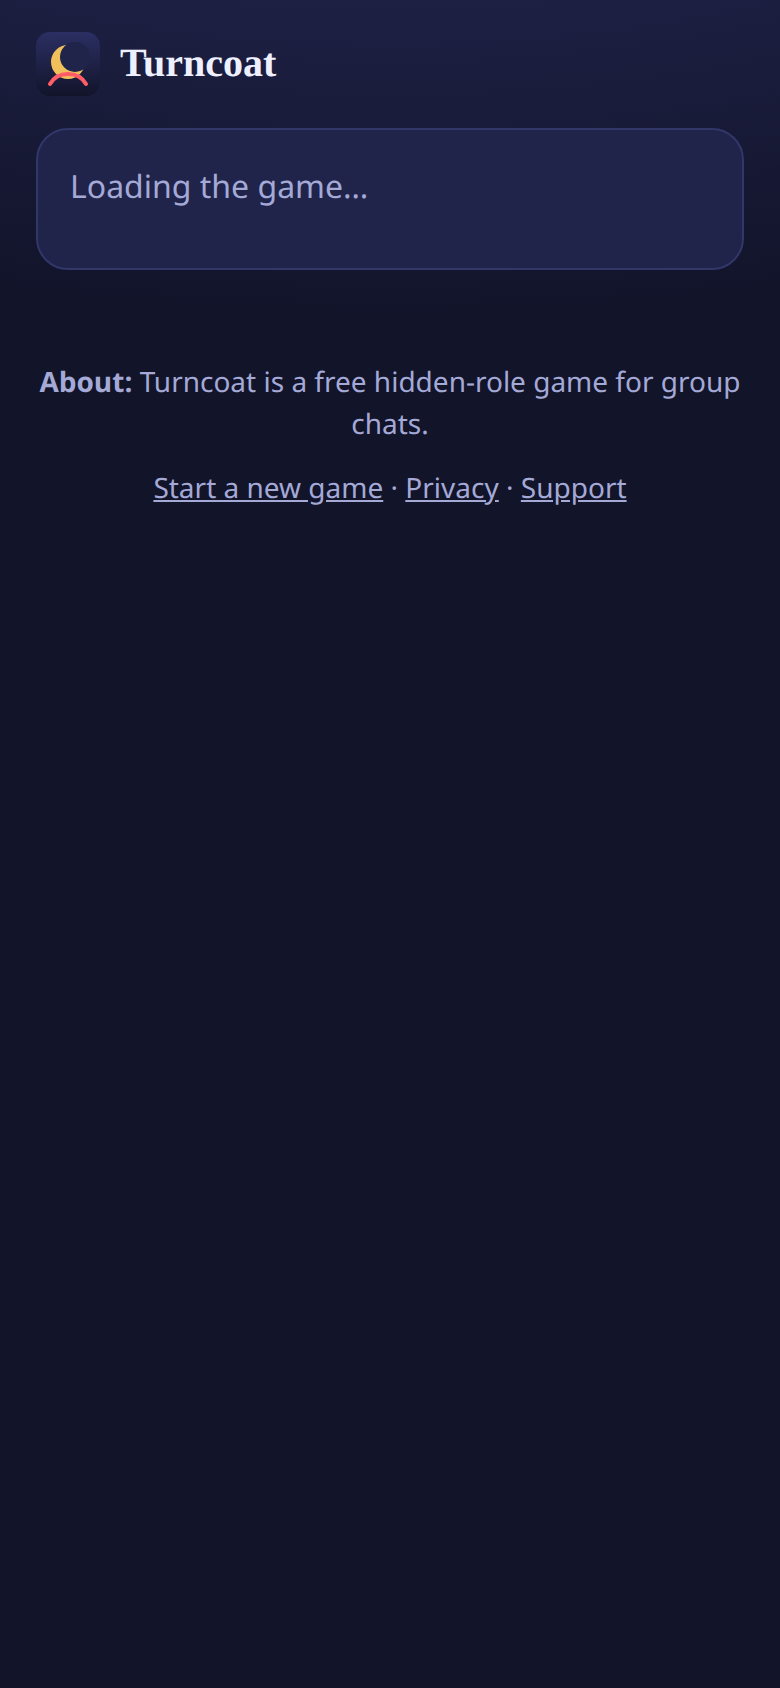 Turncoat
Loading the game…
About: Turncoat is a free hidden-role game for group
chats.
Start a new game · Privacy · Support